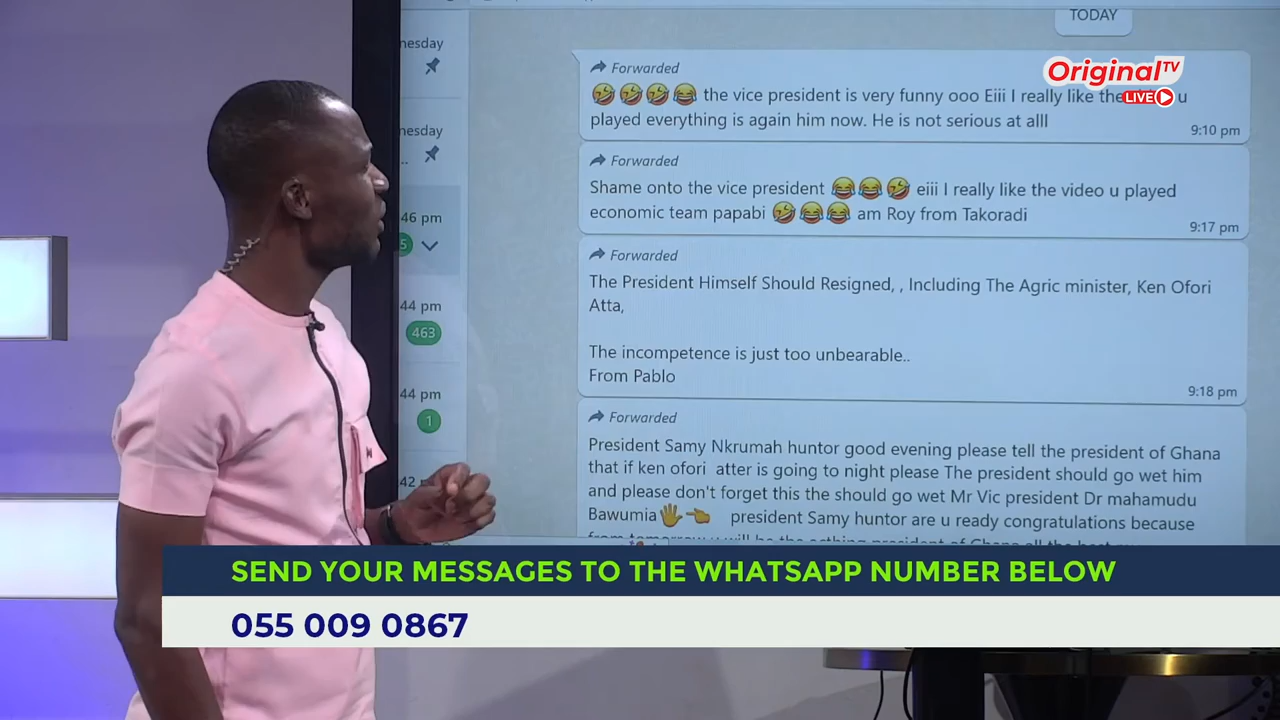 nesday
nesday
..
46 pm
5
44 pm
463
44 pm
1
42
TODAY
Original TV
LIVE
Forwarded
🤣🤣🤣😂 the vice president is very funny ooo Eiii I really like the u
played everything is again him now. He is not serious at alll
9:10 pm
Forwarded
Shame onto the vice president 😂😂🤣 eiii I really like the video u played
economic team papabi 🤣😂😂 am Roy from Takoradi
9:17 pm
Forwarded
The President Himself Should Resigned, , Including The Agric minister, Ken Ofori
Atta,
The incompetence is just too unbearable..
From Pablo
9:18 pm
Forwarded
President Samy Nkrumah huntor good evening please tell the president of Ghana
that if ken ofori atter is going to night please The president should go wet him
and please don't forget this the should go wet Mr Vic president Dr mahamudu
Bawumia🖐👈 president Samy huntor are u ready congratulations because
SEND YOUR MESSAGES TO THE WHATSAPP NUMBER BELOW
055 009 0867